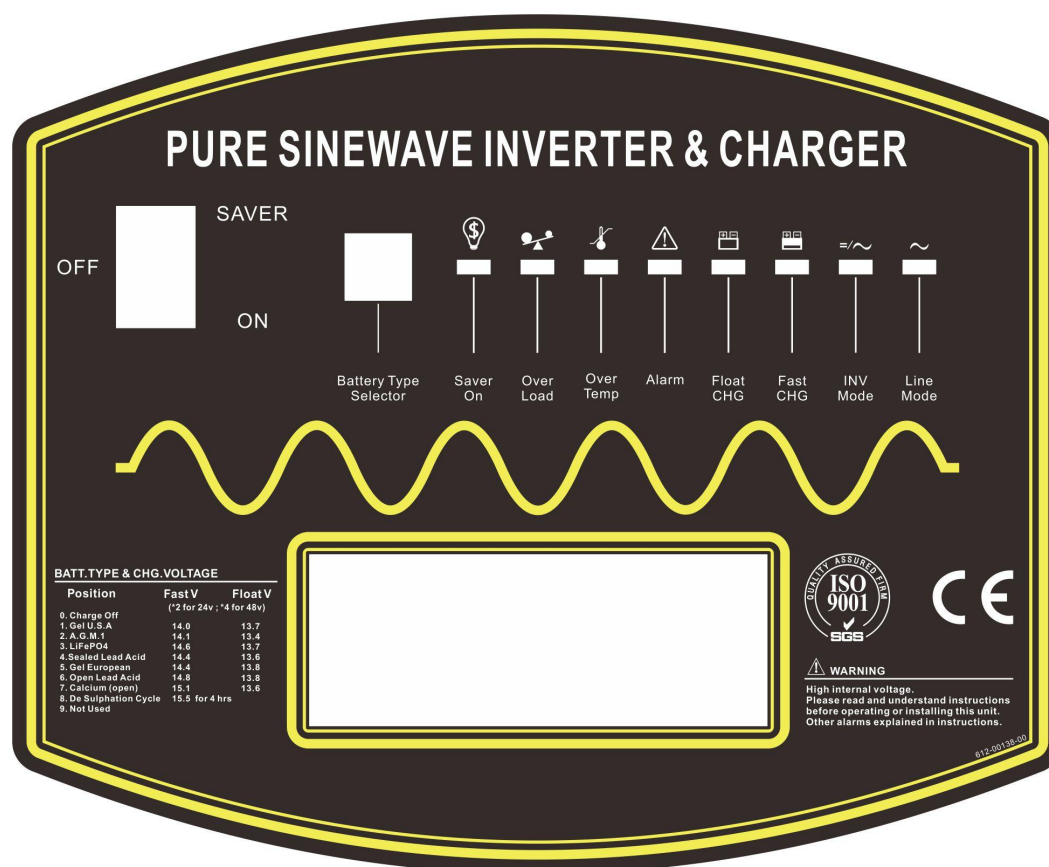 PURE SINEWAVE INVERTER & CHARGER
SAVER
OFF
ON
Battery Type
Selector
Saver
On
Over
Load
Over
Temp
Alarm
Float
CHG
Fast
CHG
INV
Mode
Line
Mode
BATT.TYPE & CHG.VOLTAGE
Position Fast V Float V
(*2 for 24v ; *4 for 48v)
0. Charge Off
1. Gel U.S.A 14.0 13.7
2. A.G.M.1 14.1 13.4
3. LiFePO4 14.6 13.7
4.Sealed Lead Acid 14.4 13.6
5. Gel European 14.4 13.8
6. Open Lead Acid 14.8 13.8
7. Calcium (open) 15.1 13.6
8. De Sulphation Cycle 15.5 for 4 hrs
9. Not Used
QUALITY ASSURED FIRM
ISO
9001
SGS
CE
WARNING
High internal voltage.
Please read and understand instructions
before operating or installing this unit.
Other alarms explained in instructions.
612-00138-00